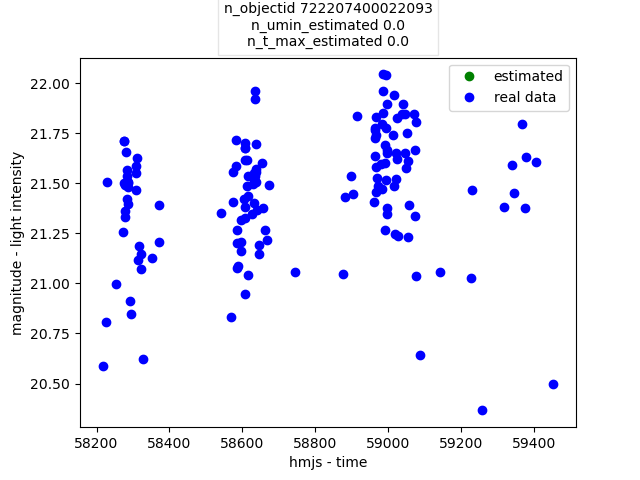 n_objectid 722207400022093
n_umin_estimated 0.0
n_t_max_estimated 0.0
estimated
real data
22.00
21.75
21.50
21.25
21.00
20.75
20.50
magnitude - light intensity
58200 58400 58600 58800 59000 59200 59400
hmjs - time